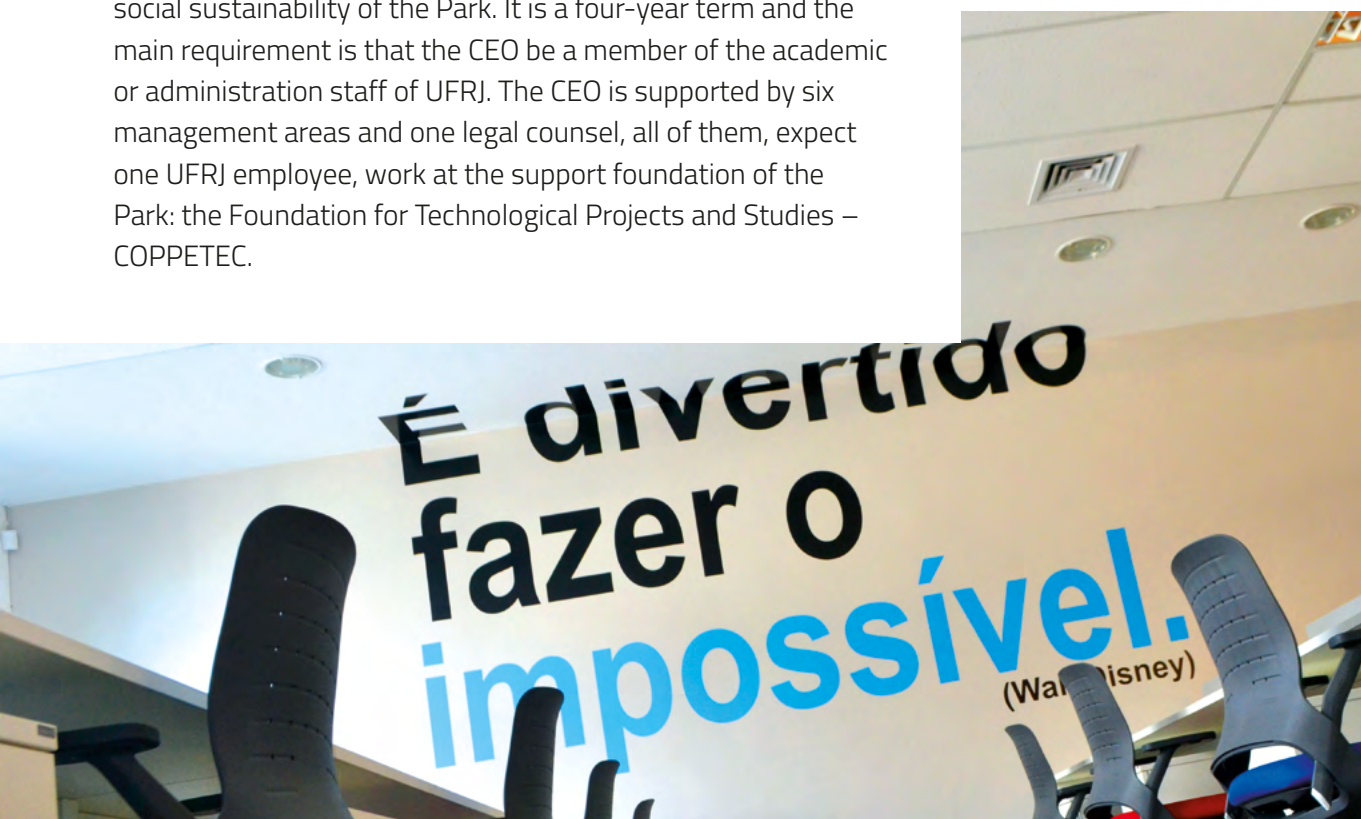 social sustainability of the Park. It is a four-year term and the
main requirement is that the CEO be a member of the academic
or administration staff of UFRJ. The CEO is supported by six
management areas and one legal counsel, all of them, expect
one UFRJ employee, work at the support foundation of the
Park: the Foundation for Technological Projects and Studies –
COPPETEC.
É divertido
fazer o
impossível.
(Walt Disney)